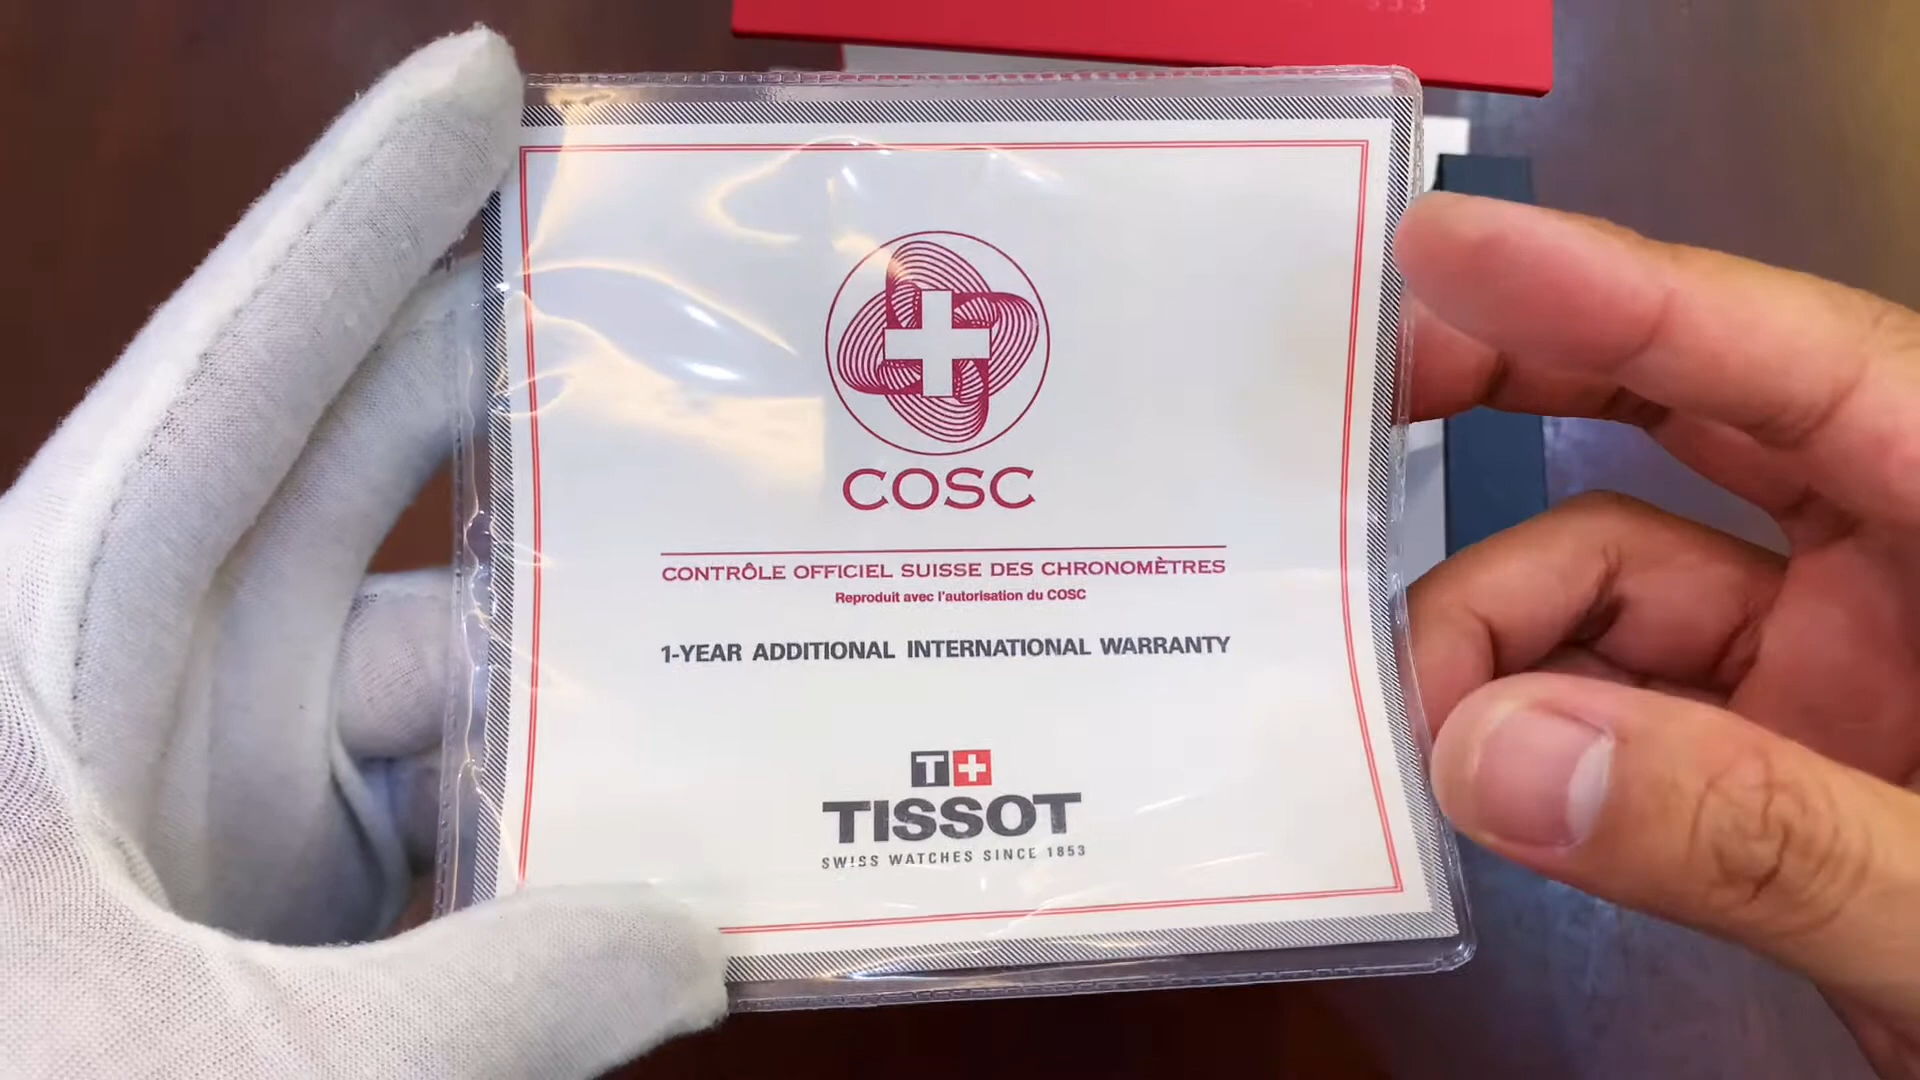 COSC
CONTRÔLE OFFICIEL SUISSE DES CHRONOMÈTRES
Reproduit avec l'autorisation du COSC
1-YEAR ADDITIONAL INTERNATIONAL WARRANTY
T+
TISSOT
SWISS WATCHES SINCE 1853